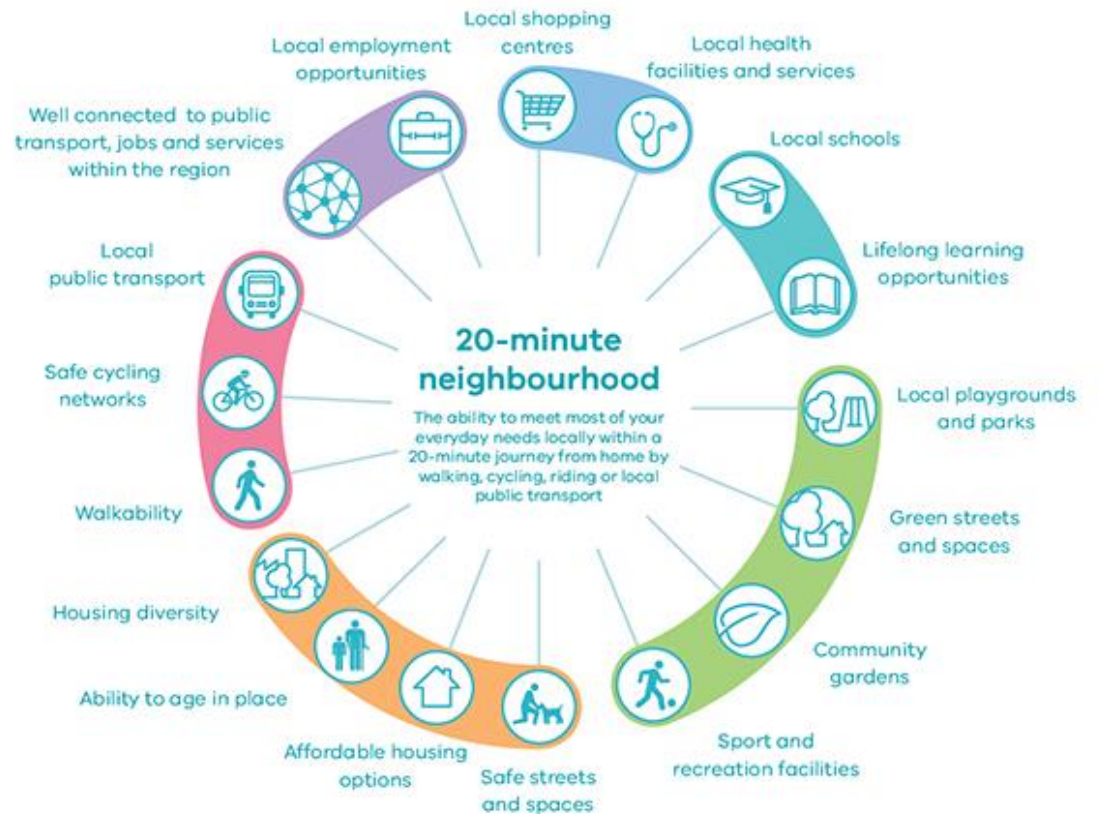 Local shopping
centres
Local health
facilities and services
Local schools
Lifelong learning
opportunities
Local playgrounds
and parks
Green streets
and spaces
Community
gardens
Sport and
recreation facilities
Safe streets
and spaces
Affordable housing
options
Ability to age in place
Housing diversity
Walkability
Safe cycling
networks
Local
public transport
Well connected to public
transport, jobs and services
within the region
Local employment
opportunities
20-minute
neighbourhood
The ability to meet most of your
everyday needs locally within a
20-minute journey from home by
walking, cycling, riding or local
public transport